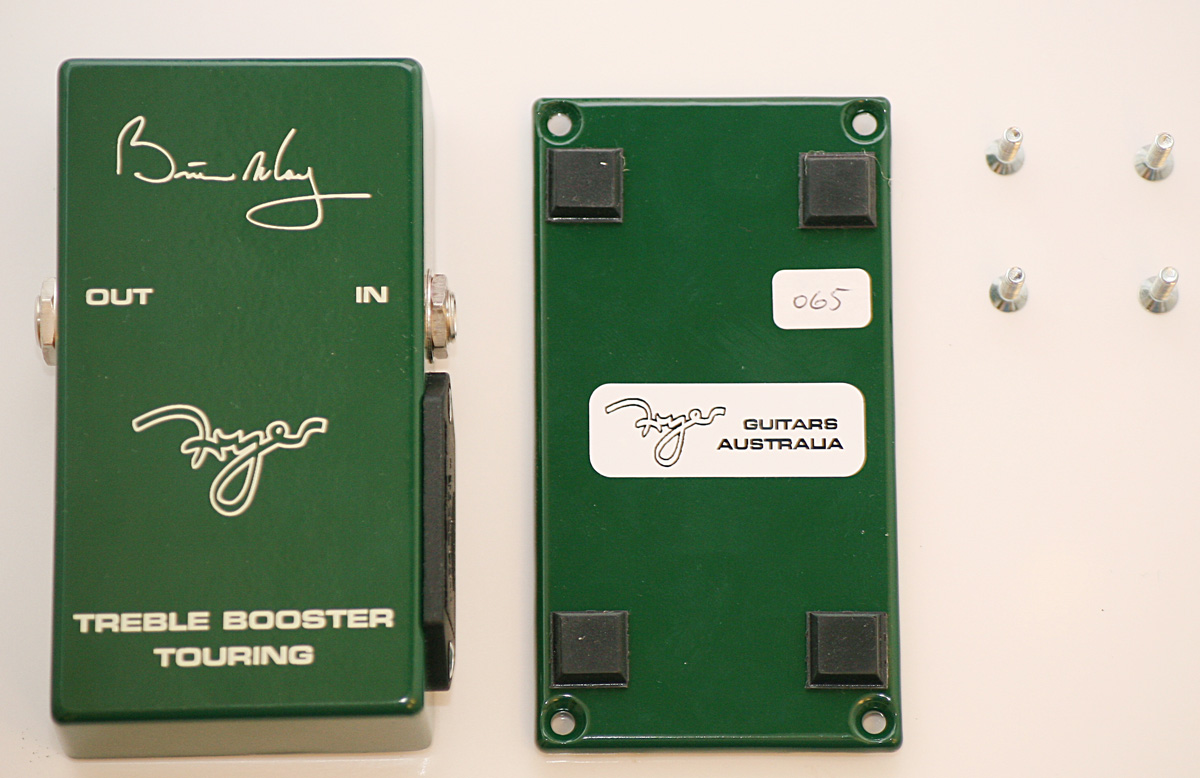 Brian May
OUT
IN
Fryer
TREBLE BOOSTER
TOURING
065
Fryer
GUITARS
AUSTRALIA